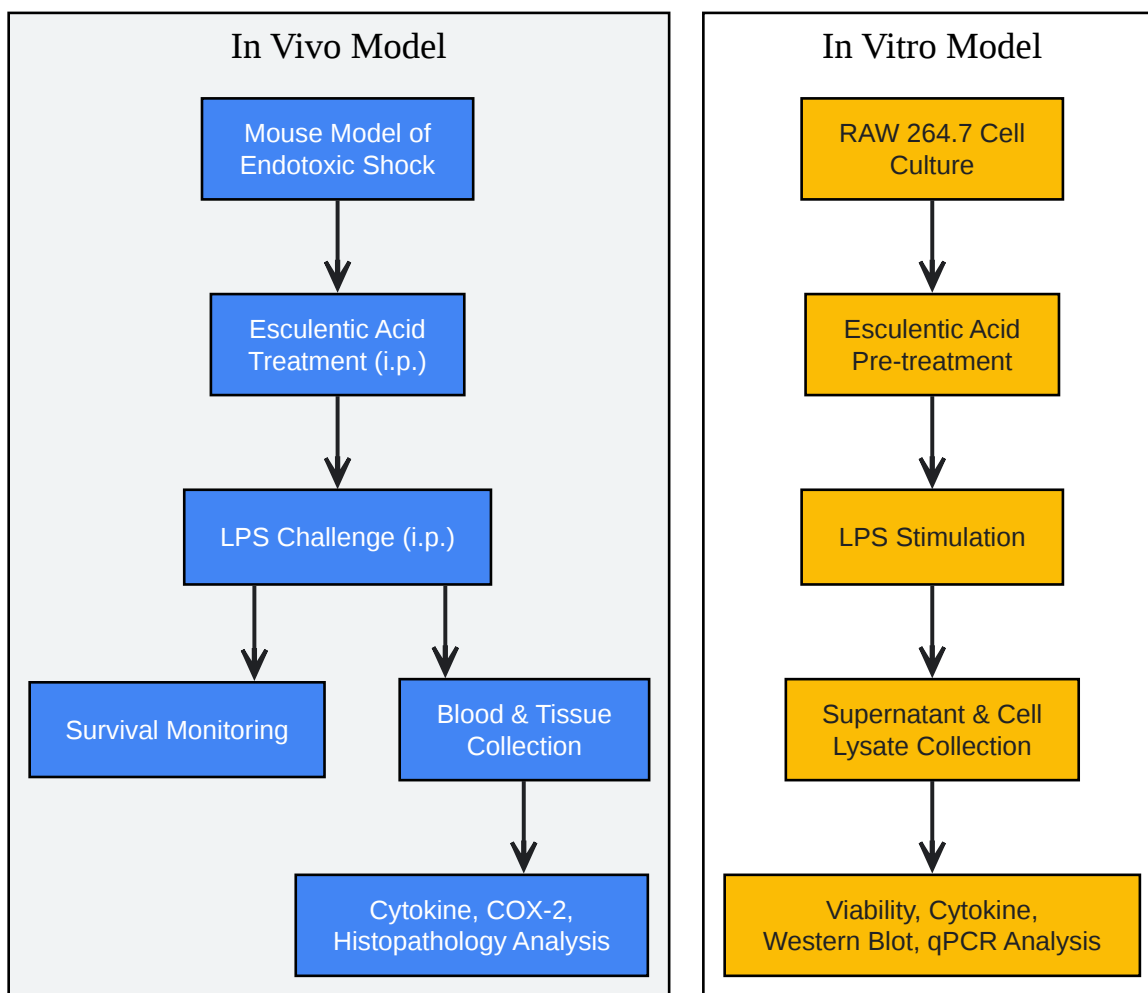 In Vivo Model
Mouse Model of
Endotoxic Shock
Esculentic Acid
Treatment (i.p.)
LPS Challenge (i.p.)
Survival Monitoring
Blood & Tissue
Collection
Cytokine, COX-2,
Histopathology Analysis
In Vitro Model
RAW 264.7 Cell
Culture
Esculentic Acid
Pre-treatment
LPS Stimulation
Supernatant & Cell
Lysate Collection
Viability, Cytokine,
Western Blot, qPCR Analysis